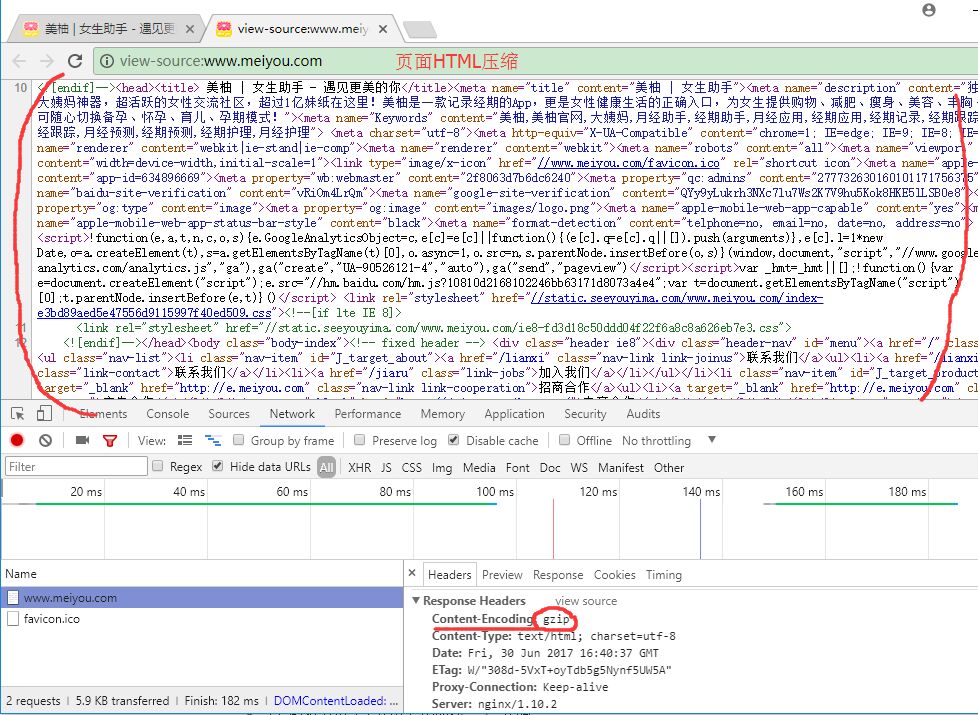 美柚 | 女生助手 - 遇见更
view-source:www.meiy
view-source:www.meiyou.com
页面HTML压缩
10 <![endif]--><head><title> 美柚 | 女生助手 - 遇见更美的你</title><meta name="title" content="美柚 | 女生助手"><meta name="description" content="独
大姨妈神器，超活跃的女性交流社区，超过1亿妹纸在这里！美柚是一款记录经期的App，更是女性健康生活的正确入口，为女生提供购物、减肥、瘦身、美容、丰胸
可随心切换备孕、怀孕、育儿、孕期模式！"><meta name="Keywords" content="美柚,美柚官网,大姨妈,月经助手,经期助手,月经应用,经期应用,经期记录,经期跟踪
经跟踪,月经预测,经期预测,经期护理,月经护理"> <meta charset="utf-8"><meta http-equiv="X-UA-Compatible" content="chrome=1; IE=edge; IE=9; IE=8; IE=
name="renderer" content="webkit|ie-stand|ie-comp"><meta name="renderer" content="webkit"><meta name="robots" content="all"><meta name="viewport"
content="width=device-width,initial-scale=1"><link type="image/x-icon" href="//www.meiyou.com/favicon.ico" rel="shortcut icon"><meta name="apple-
content="app-id=634896669"><meta property="wb:webmaster" content="2f8063d7b6dc6240"><meta property="qc:admins" content="27773263016010117175637
name="baidu-site-verification" content="vRiOm4LrQm"><meta name="google-site-verification" content="QYy9yLukrh3NXc7lu7Ws2K7V9hu5Kok8HKE51LSB0e8"><
property="og:type" content="image"><meta property="og:image" content="images/logo.png"><meta name="apple-mobile-web-app-capable" content="yes"><m
name="apple-mobile-web-app-status-bar-style" content="black"><meta name="format-detection" content="telphone=no, email=no, date=no, address=no">
<script>!function(e,a,t,n,c,o,s){e.GoogleAnalyticsObject=c,e[c]=e[c]||function(){(e[c].q=e[c].q||[]).push(arguments)},e[c].l=1*new
Date,o=a.createElement(t),s=a.getElementsByTagName(t)[0],o.async=1,o.src=n,s.parentNode.insertBefore(o,s)}(window,document,"script","//www.googl
analytics.com/analytics.js","ga"),ga("create","UA-90526121-4","auto"),ga("send","pageview")</script><script>var _hmt=_hmt||[];!function(){var
e=document.createElement("script");e.src="//hm.baidu.com/hm.js?10810d2168102246bb63171d8073a4e4";var t=document.getElementsByTagName("script")
[0];t.parentNode.insertBefore(e,t)}()</script> <link rel="stylesheet" href="//static.seeyouyima.com/www.meiyou.com/index-
e3bd89aed5e47556d9115997f40ed509.css"><!--[if lte IE 8]>
11 <link rel="stylesheet" href="//static.seeyouyima.com/www.meiyou.com/ie8-fd3d18c50ddd04f22f6a8c8a626eb7e3.css">
12 <![endif]--></head><body class="body-index"><!-- fixed header --> <div class="header ie8"><div class="header-nav" id="menu"><a href="/"
<ul class="nav-list"><li class="nav-item" id="J_target_about"><a href="/lianxi" class="nav-link link-joinus">联系我们</a><ul><a href="/lianxi"
class="link-contact">联系我们</a><a href="/jiaru" class="link-jobs">加入我们</a></li></ul></li><li class="nav-item" id="J_target_product
target="_blank" href="http://e.meiyou.com" class="nav-link link-cooperation">招商合作</a><ul><li><a target="_blank" href="http://e.meiyou.com" c
Elements Console Sources Network Performance Memory Application Security Audits
View: Group by frame Preserve log Disable cache Offline No throttling
Filter Regex Hide data URLs All XHR JS CSS Img Media Font Doc WS Manifest Other
20 ms 40 ms 60 ms 80 ms 100 ms 120 ms 140 ms 160 ms 180 ms
Name Headers Preview Response Cookies Timing
www.meiyou.com
favicon.ico
Response Headers view source
Content-Encoding: gzip
Content-Type: text/html; charset=utf-8
Date: Fri, 30 Jun 2017 16:40:37 GMT
ETag: W/"308d-5VxT+oyTdb5g5Nynf5UW5A"
Proxy-Connection: Keep-alive
Server: nginx/1.10.2
2 requests | 5.9 KB transferred | Finish: 182 ms | DOMContentLoaded: ...